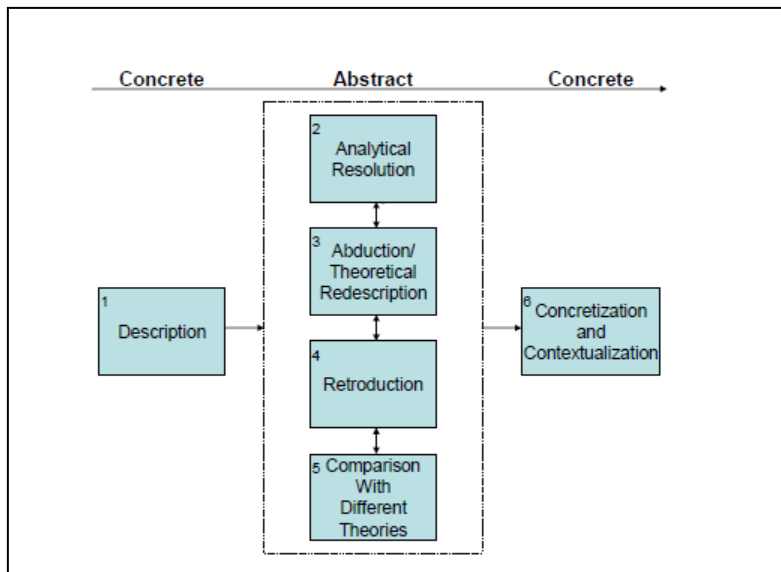 Concrete Abstract Concrete
2
Analytical
Resolution
3
Abduction/
Theoretical
Redescription
1
Description
6
Concretization
and
Contextualization
4
Retroduction
5
Comparison
With
Different
Theories